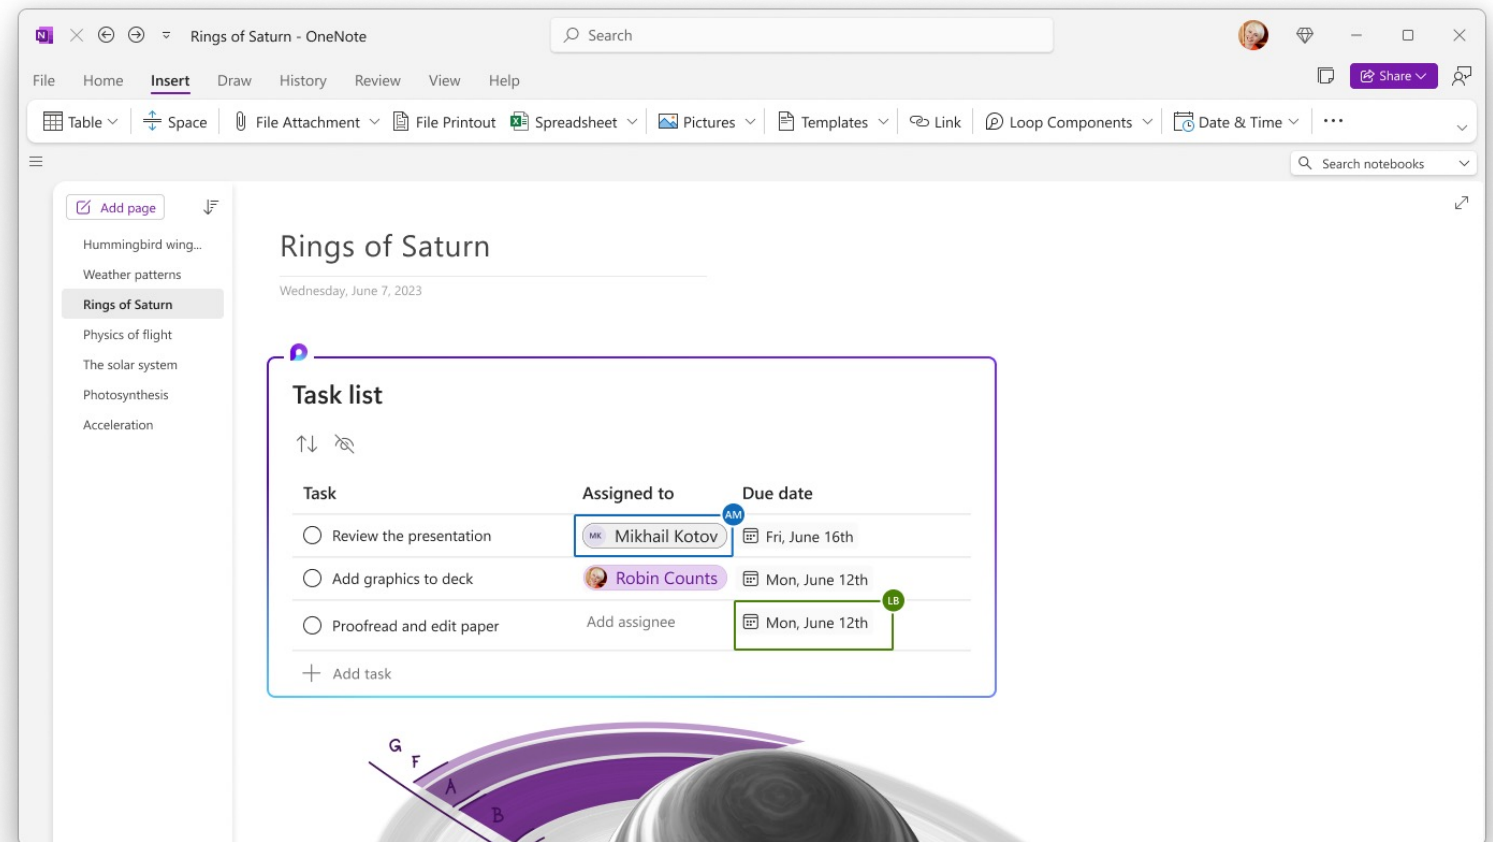 N Rings of Saturn - OneNote Search
File Home Insert Draw History Review View Help Share
Table Space File Attachment File Printout Spreadsheet Pictures Templates Link Loop Components Date & Time ...
Search notebooks
Add page
Hummingbird wing...
Weather patterns
Rings of Saturn
Physics of flight
The solar system
Photosynthesis
Acceleration
Rings of Saturn
Wednesday, June 7, 2023
Task list
Task Assigned to Due date
AM
Review the presentation MK Mikhail Kotov Fri, June 16th
Add graphics to deck Robin Counts Mon, June 12th
LB
Proofread and edit paper Add assignee Mon, June 12th
Add task
G
F
A
B